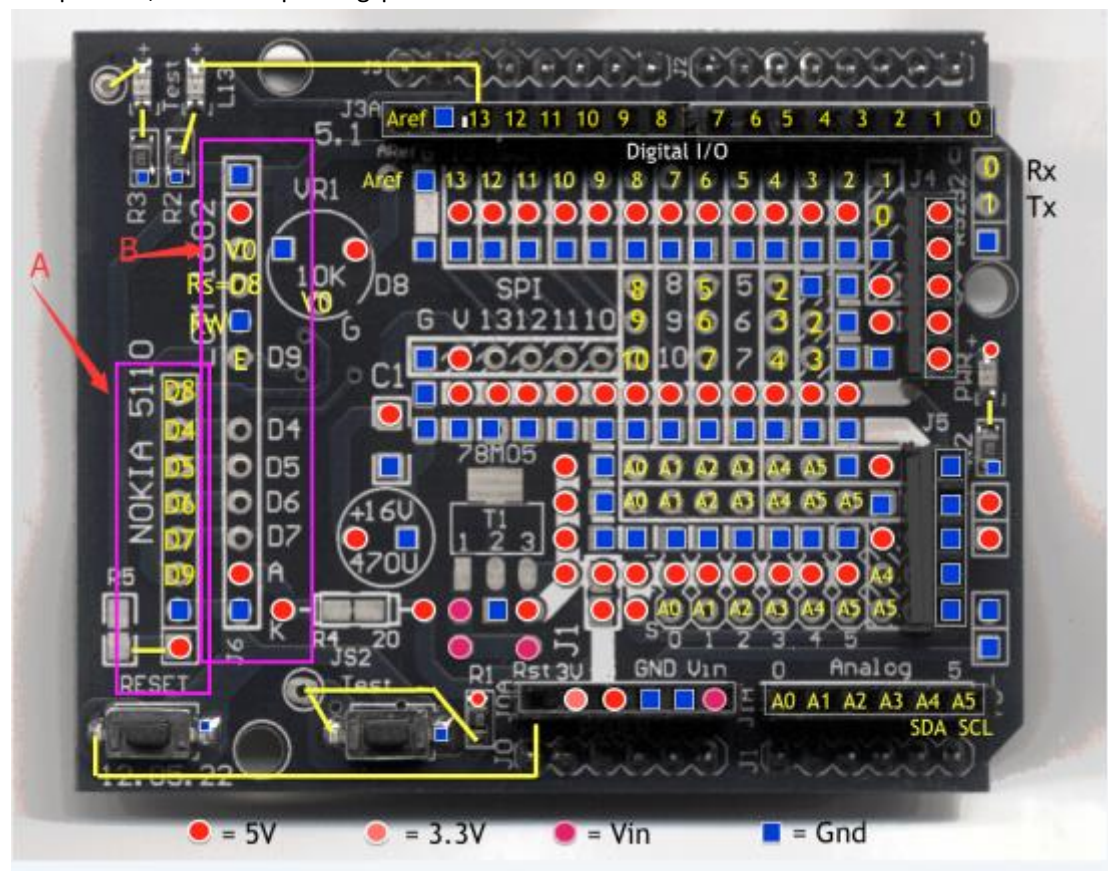 Test
L13
J3
J2
J3A
Aref 13 12 11 10 9 8 7 6 5 4 3 2 1 0
5.1
Digital I/O
Aref 13 12 11 10 9 8 7 6 5 4 3 2 1
J4
0 Rx
1 Tx
0
R3
R2
VR1
A
B
V0
10K
Rs=D8
V0
D8
SPI
8 8 5 5 2
RW
G
G V 13 12 11 10
9 9 6 6 3 2
E
D9
10 10 7 7 4 3
PWR +
NOKIA 5110
D8
C1
D4
D4
J5
78M05
D5
D5
A0 A1 A2 A3 A4 A5
D6
D6
+16V
A0 A1 A2 A3 A4 A5 A5
D7
D7
T1
470U
1 2 3
D9
A
A4
R5
A0 A1 A2 A3 A4 A5 A5
K
R4 20
J1
S 0 1 2 3 4 5
J6
JS2
RESET
Test
R1
Rst 3V GND Vin
0 Analog 5
A0 A1 A2 A3 A4 A5
SDA SCL
J1
12.05.22
= 5V
= 3.3V
= Vin
= Gnd